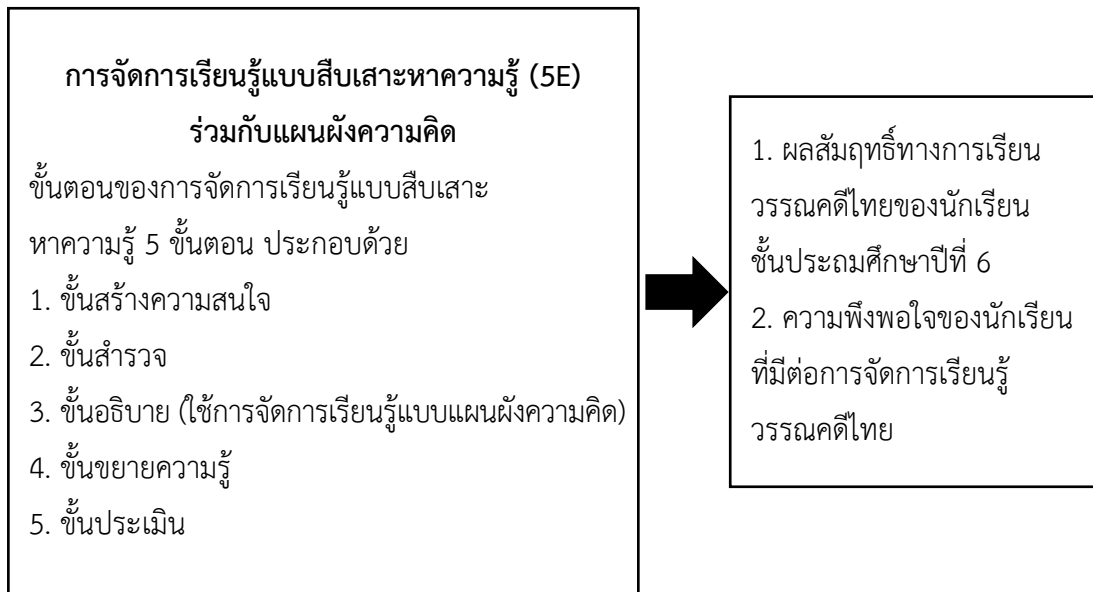 การจัดการเรียนรู้แบบสืบเสาะหาความรู้ (5E)
ร่วมกับแผนผังความคิด
ขั้นตอนของการจัดการเรียนรู้แบบสืบเสาะ
หาความรู้ 5 ขั้นตอน ประกอบด้วย
1. ขั้นสร้างความสนใจ
2. ขั้นสำรวจ
3. ขั้นอธิบาย (ใช้การจัดการเรียนรู้แบบแผนผังความคิด)
4. ขั้นขยายความรู้
5. ขั้นประเมิน
1. ผลสัมฤทธิ์ทางการเรียน
วรรณคดีไทยของนักเรียน
ชั้นประถมศึกษาปีที่ 6
2. ความพึงพอใจของนักเรียน
ที่มีต่อการจัดการเรียนรู้
วรรณคดีไทย